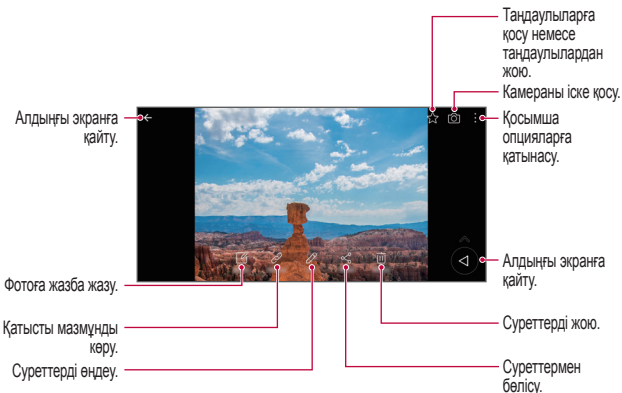 Таңдаулыларға
қосу немесе
таңдаулылардан
жою.
Камераны іске қосу.
Алдыңғы экранға
қайту.
Қосымша
опцияларға
қатынасу.
Алдыңғы экранға
қайту.
Фотоға жазба жазу.
Қатысты мазмұнды
көру.
Суреттерді жою.
Суреттерді өңдеу.
Суреттермен
бөлісу.